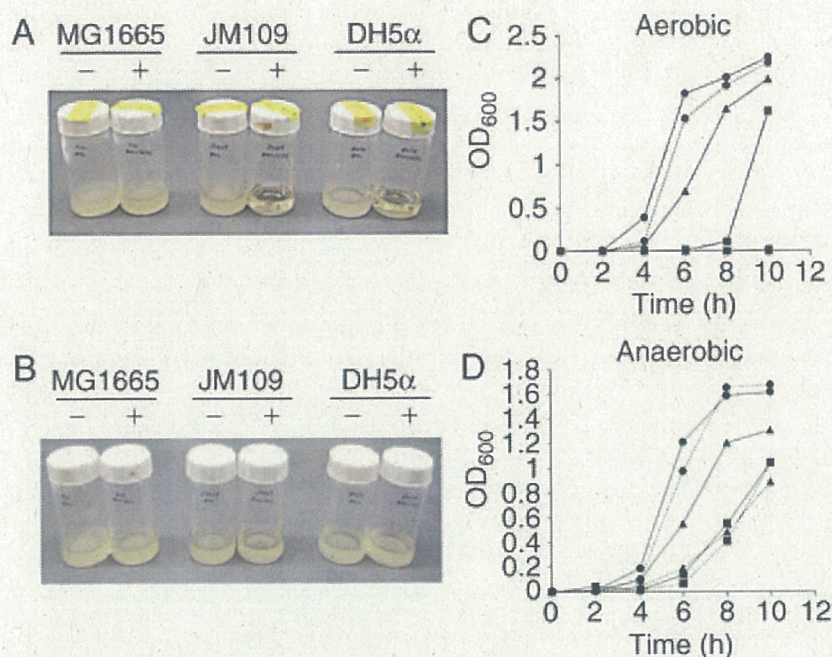 A
MG1665 JM109 DH5α
− + − + − +
B
MG1665 JM109 DH5α
− + − + − +
C
Aerobic
OD600
2.5
2
1.5
1
0.5
0
0 2 4 6 8 10 12
Time (h)
D
Anaerobic
OD600
1.8
1.6
1.4
1.2
1
0.8
0.6
0.4
0.2
0
0 2 4 6 8 10 12
Time (h)